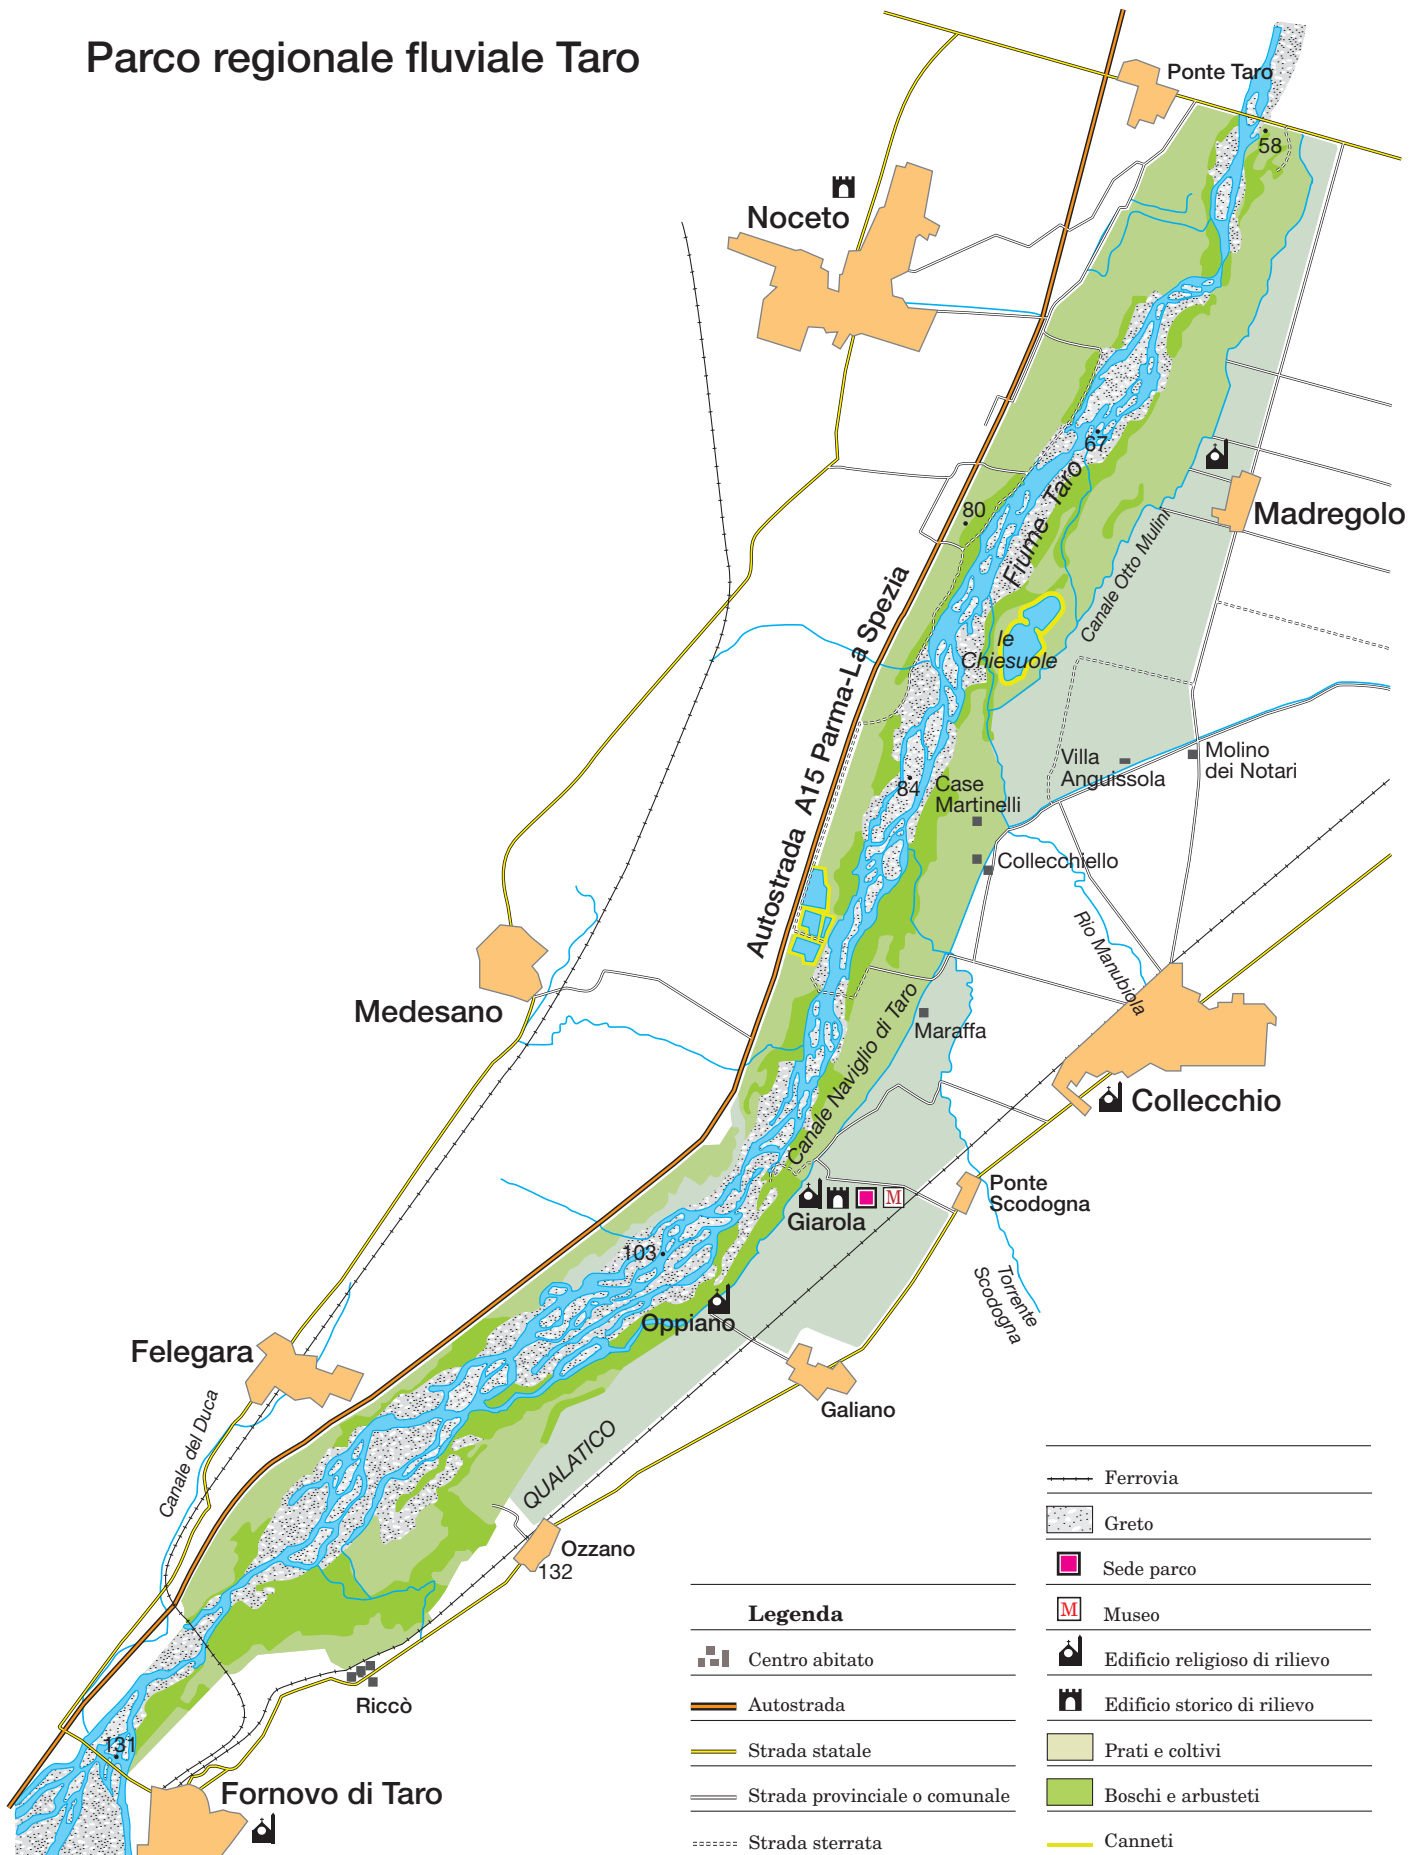 Parco regionale fluviale Taro
Ponte Taro
58
Noceto
67
Madregolo
80
Fiume Taro
Canale Otto Mulini
le
Chiesuole
Autostrada A15 Parma-La Spezia
Villa
Anguissola
Molino
dei Notari
84
Case
Martinelli
Collecchiello
Rio Manubiola
Medesano
Maraffa
Canale Naviglio di Taro
Collecchio
Ponte
Scodogna
M
Giarola
103
Torrente
Scodogna
Oppiano
Felegara
Galiano
Canale del Duca
QUALATICO
Ozzano
132
Riccò
131
Fornovo di Taro
Legenda
Centro abitato
Autostrada
Strada statale
Strada provinciale o comunale
Strada sterrata
Ferrovia
Greto
Sede parco
M Museo
Edificio religioso di rilievo
Edificio storico di rilievo
Prati e coltivi
Boschi e arbusteti
Canneti